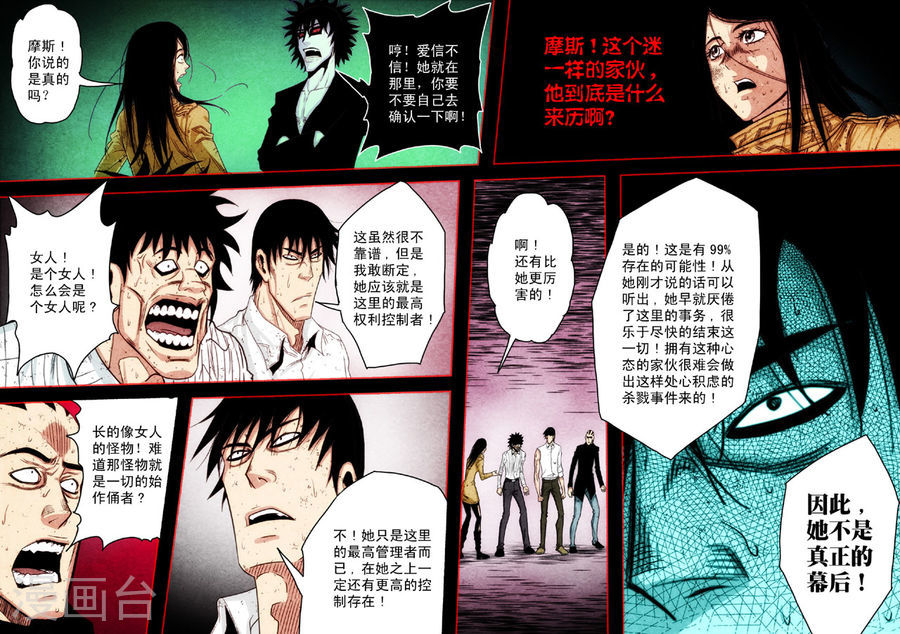 摩斯！
你说的
是真的
吗？
哼！爱信不
信！她就在
那里，你要
不要自己去
确认一下啊！
摩斯！这个迷
一样的家伙，
他到底是什么
来历啊？
女人！
是个女人！
怎么会是
个女人呢？
这虽然很不
靠谱，但是
我敢断定，
她应该就是
这里的最高
权利控制者！
长的像女人
的怪物！难
道那怪物就
是一切的始
作俑者？
不！她只是这里
的最高管理者而
已，在她之上一
定还有更高的控
制存在！
啊！
还有比
她更厉
害的！
是的！这是有99%
存在的可能性！从
她刚才说的话可以
听出，她早就厌倦
了这里的事务，很
乐于尽快的结束这
一切！拥有这种心
态的家伙很难会做
出这样处心积虑的
杀戮事件来的！
因此，
她不是
真正的
幕后！
漫画台